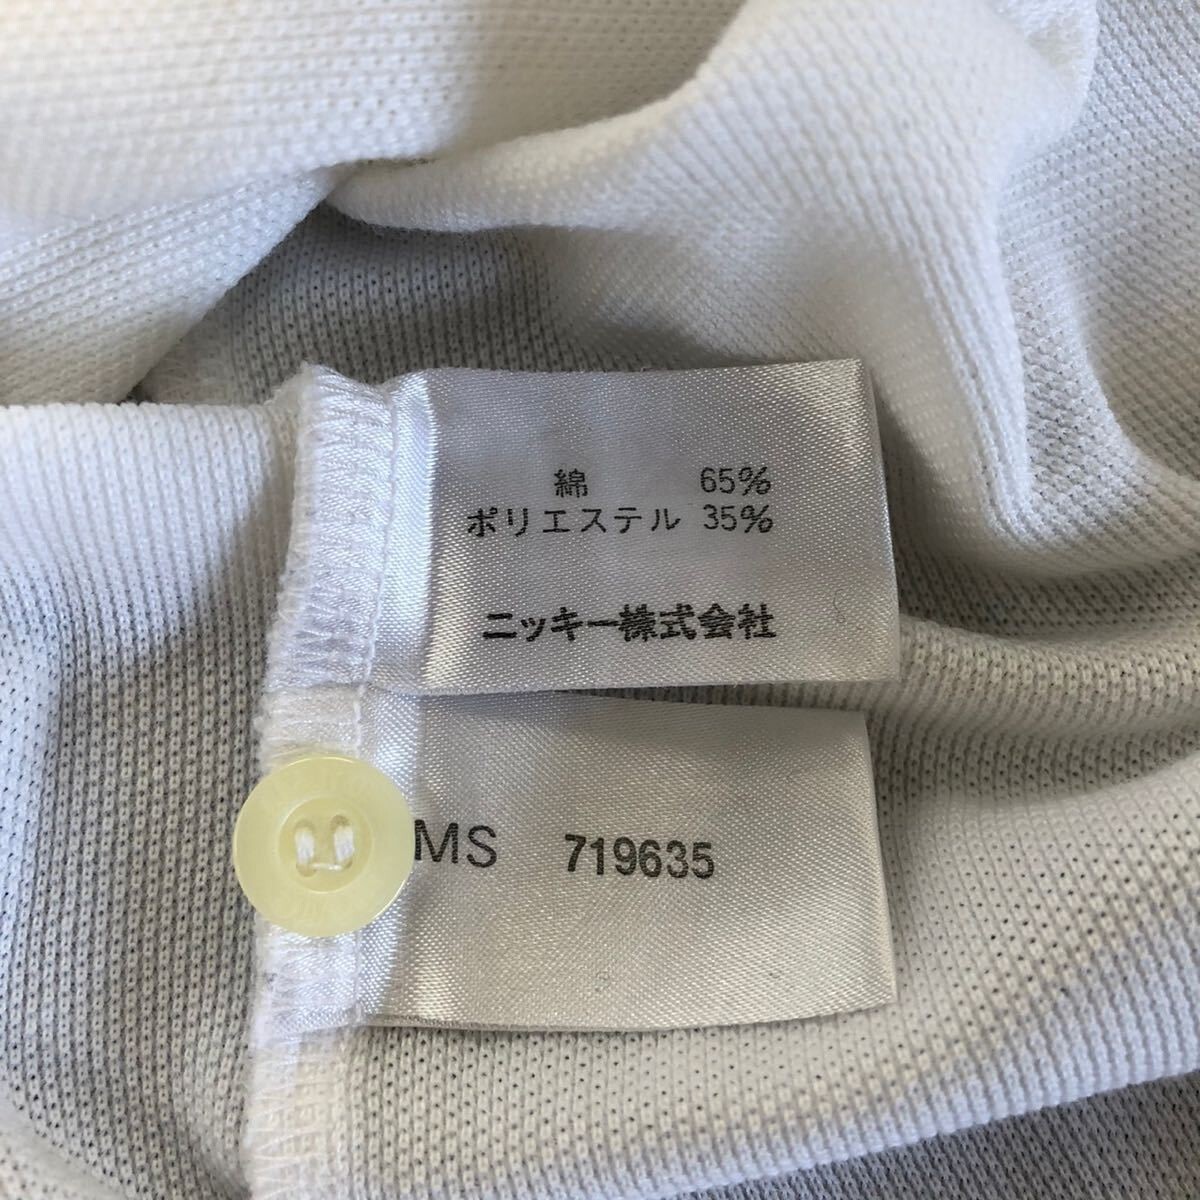 綿 65%
ポリエステル 35%
ニッキー株式会社
MS 719635